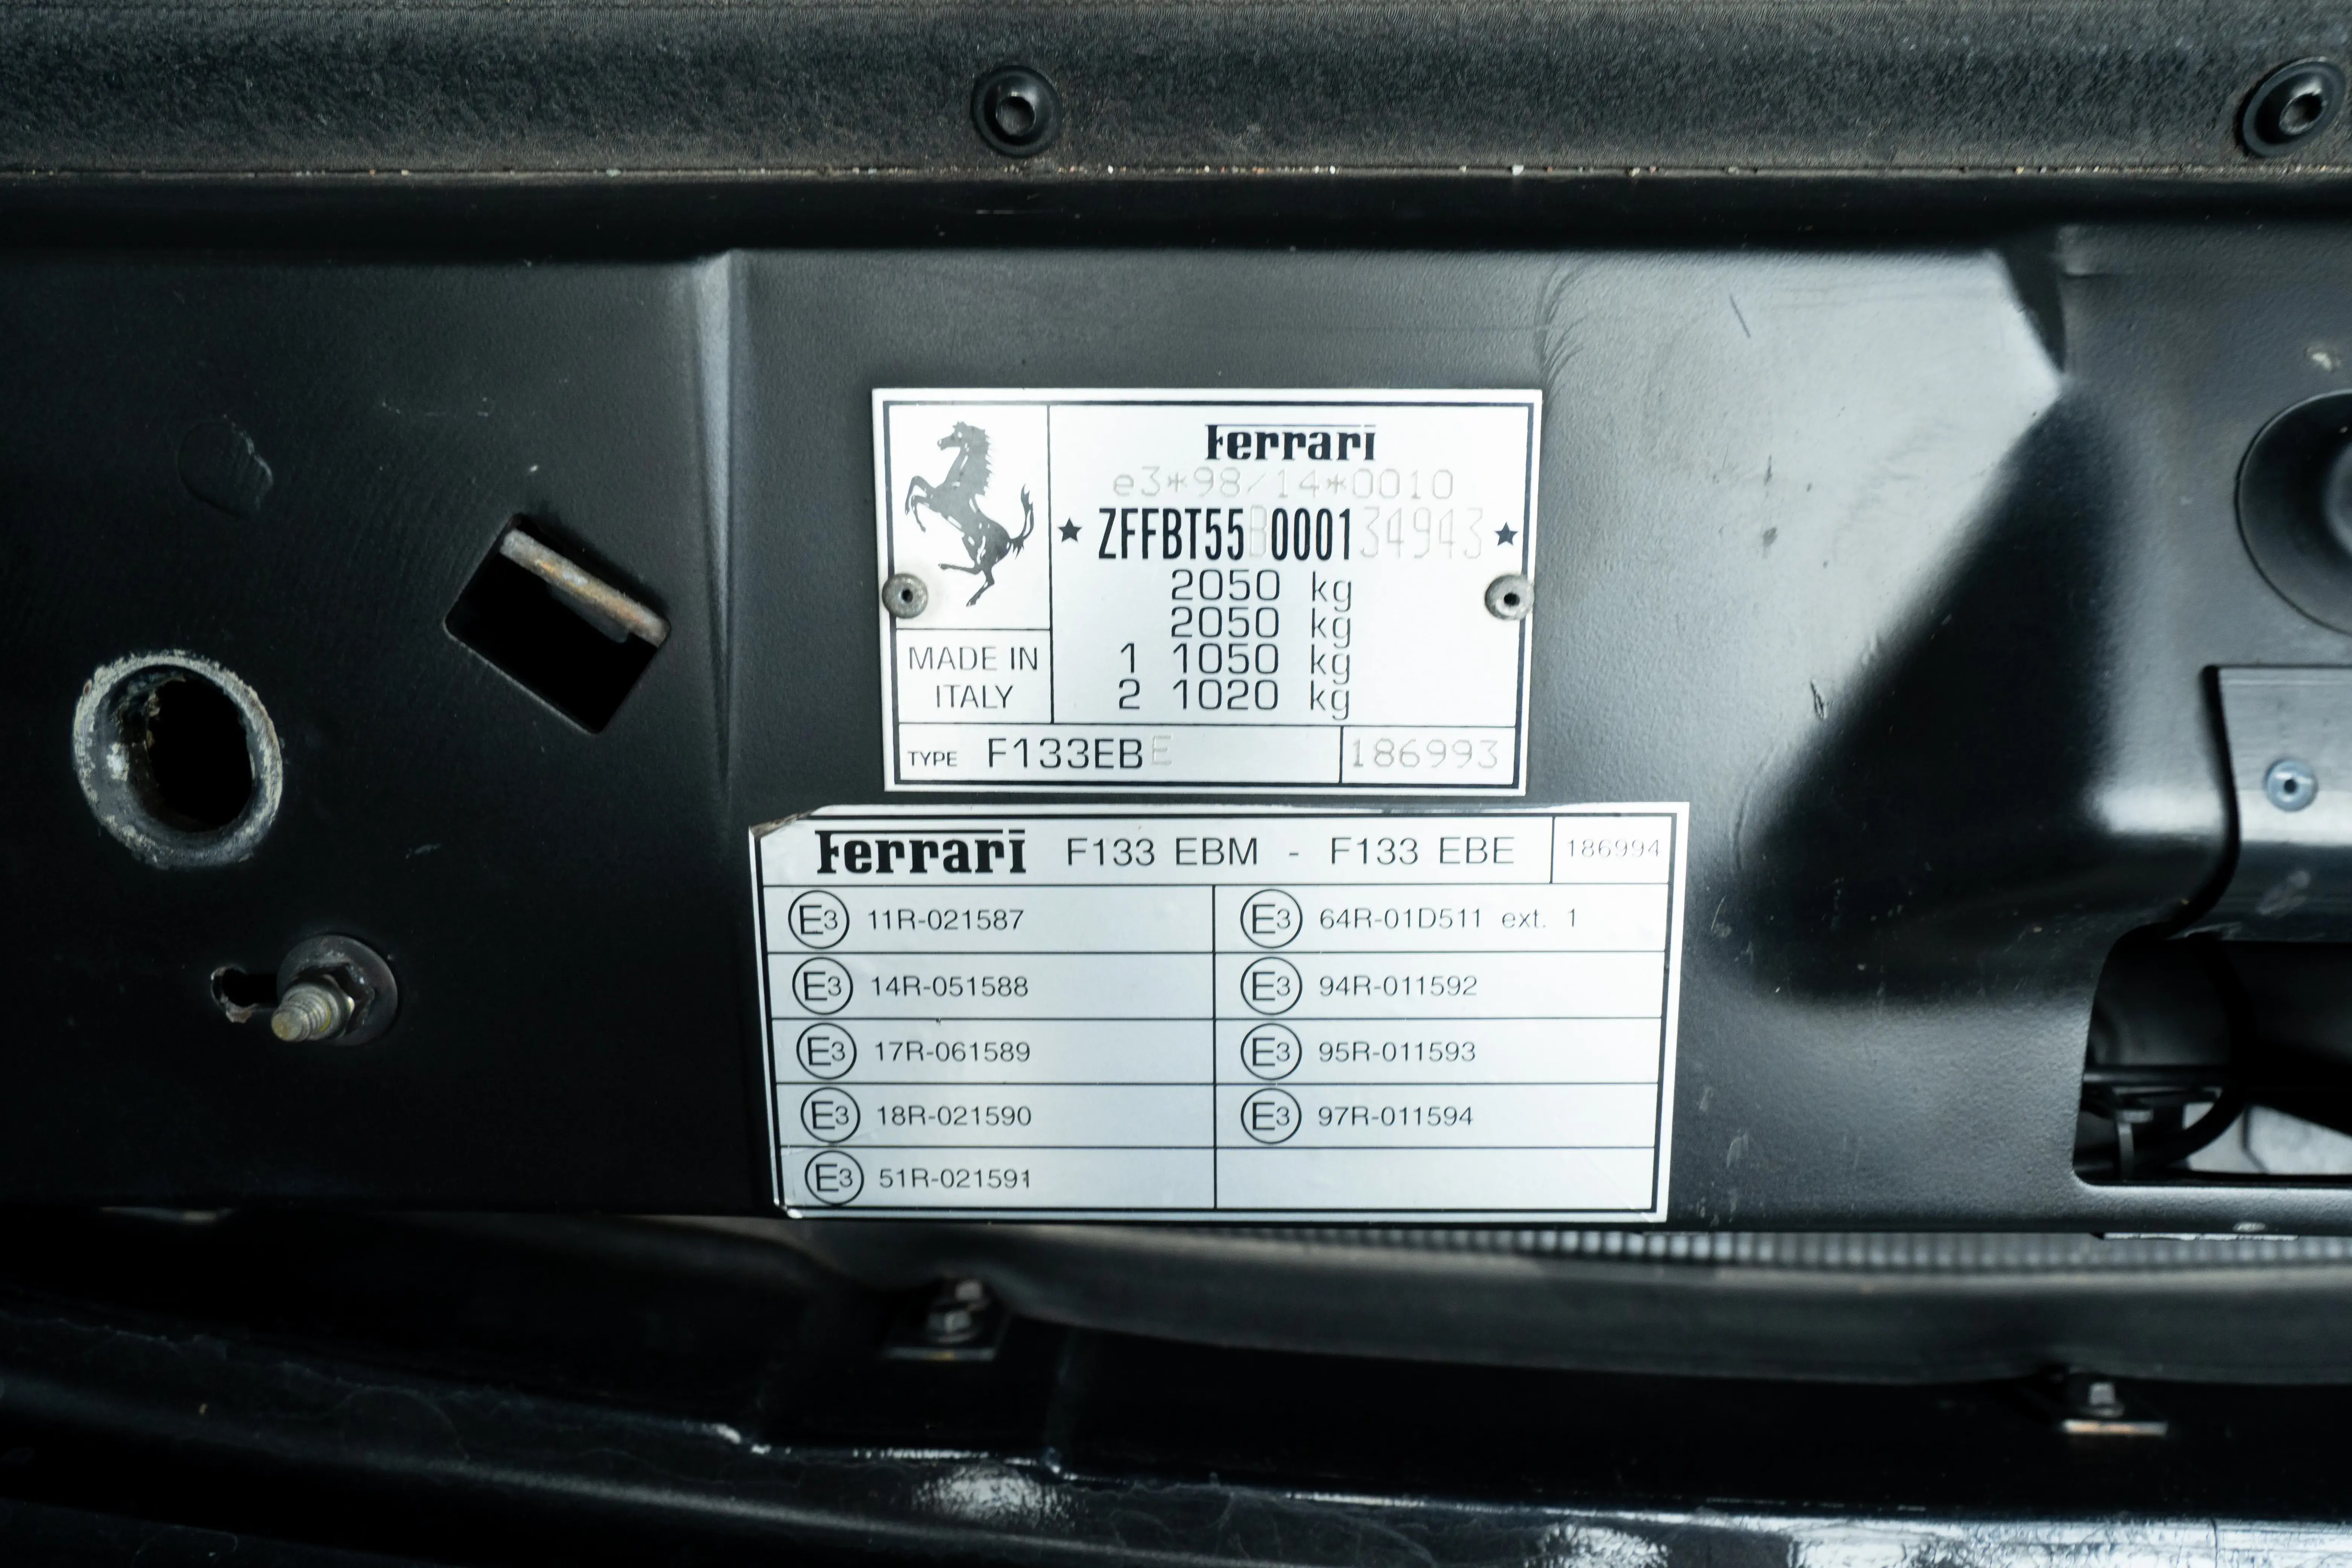 Ferrari
e3*98/14*0010
★ ZFFBT55B000134943 ★
2050 kg
2050 kg
1 1050 kg
2 1020 kg
MADE IN
ITALY
TYPE F133EBE 186993
Ferrari F133 EBM - F133 EBE 186994
E3 11R-021587 E3 64R-01D511 ext. 1
E3 14R-051588 E3 94R-011592
E3 17R-061589 E3 95R-011593
E3 18R-021590 E3 97R-011594
E3 51R-021591